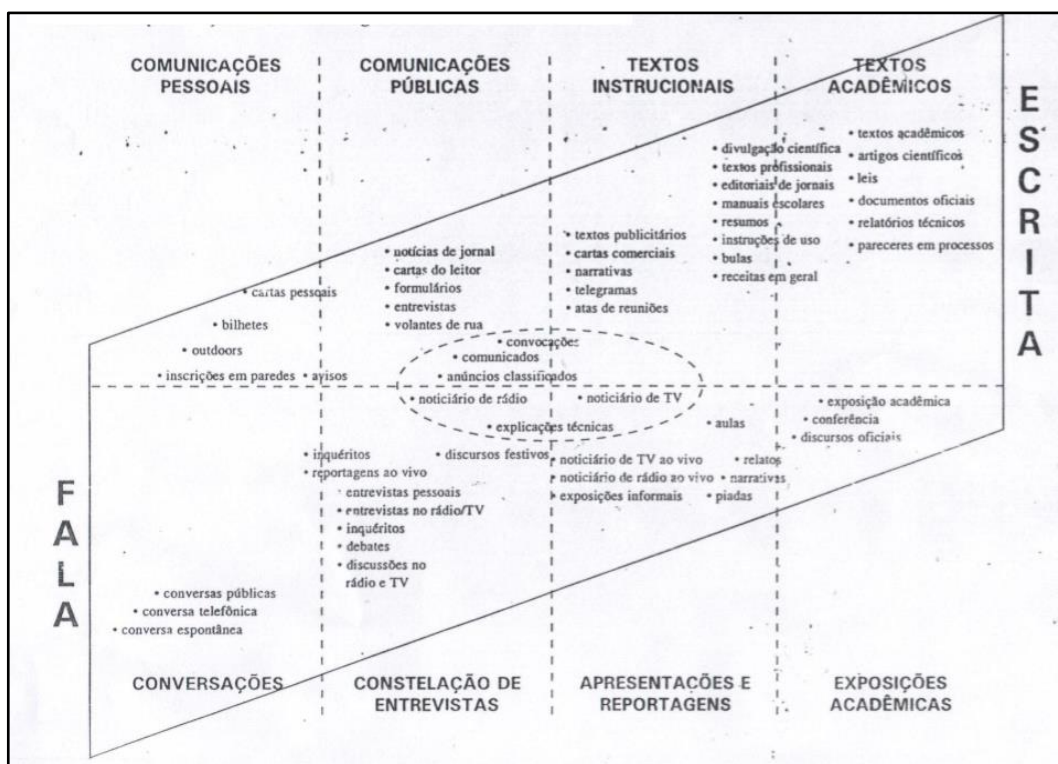 COMUNICAÇÕES
PESSOAIS
COMUNICAÇÕES
PÚBLICAS
TEXTOS
INSTRUCIONAIS
TEXTOS
ACADÊMICOS
ESCRITA
• textos acadêmicos
• artigos científicos
• leis
• documentos oficiais
• relatórios técnicos
• pareceres em processos
• divulgação científica
• textos profissionais
• editoriais de jornais
• manuais escolares
• resumos
• instruções de uso
• bulas
• receitas em geral
• textos publicitários
• cartas comerciais
• narrativas
• telegramas
• atas de reuniões
• notícias de jornal
• cartas do leitor
• formulários
• entrevistas
• volantes de rua
• cartas pessoais
• bilhetes
• outdoors
• inscrições em paredes
• avisos
• convocações
• comunicados
• anúncios classificados
• noticiário de rádio
• noticiário de TV
• explicações técnicas
• aulas
• exposição acadêmica
• conferência
• discursos oficiais
• inquéritos
• reportagens ao vivo
• discursos festivos
• entrevistas pessoais
• entrevistas no rádio/TV
• inquéritos
• debates
• discussões no
rádio e TV
• noticiário de TV ao vivo
• noticiário de rádio ao vivo
• exposições informais
• relatos
• narrativas
• piadas
FALA
• conversas públicas
• conversa telefônica
• conversa espontânea
CONVERSAÇÕES
CONSTELAÇÃO DE
ENTREVISTAS
APRESENTAÇÕES E
REPORTAGENS
EXPOSIÇÕES
ACADÊMICAS